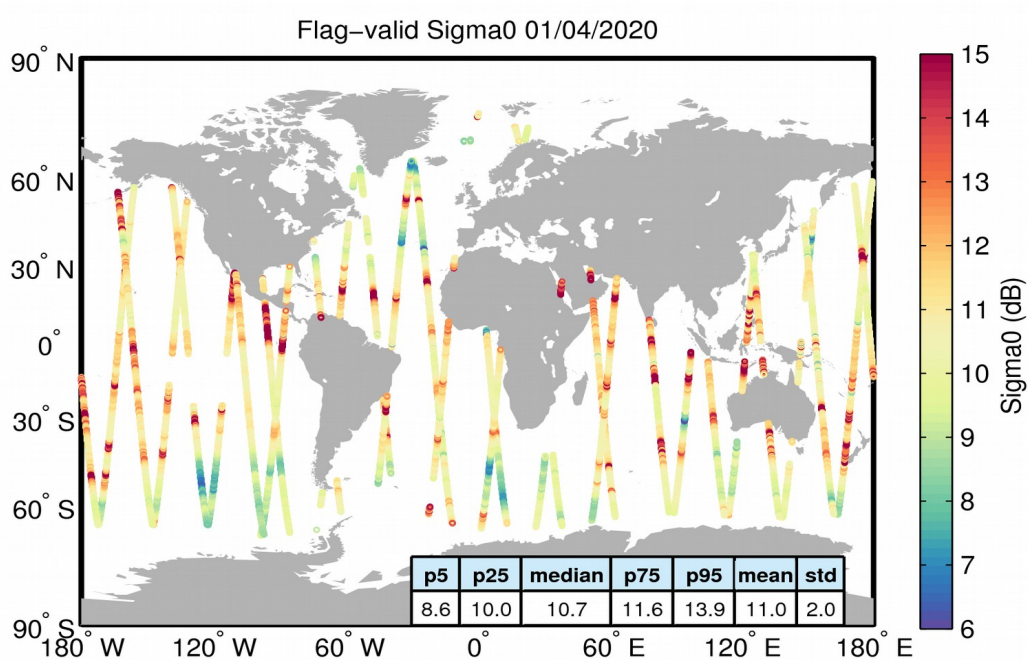 Flag−valid Sigma0 01/04/2020
90° N
60° N
30° N
0°
30° S
60° S
90° S
180° W
120° W
60° W
0°
60° E
120° E
180° E
15
14
13
12
11
10
9
8
7
6
Sigma0 (dB)
p5 p25 median p75 p95 mean std
8.6 10.0 10.7 11.6 13.9 11.0 2.0